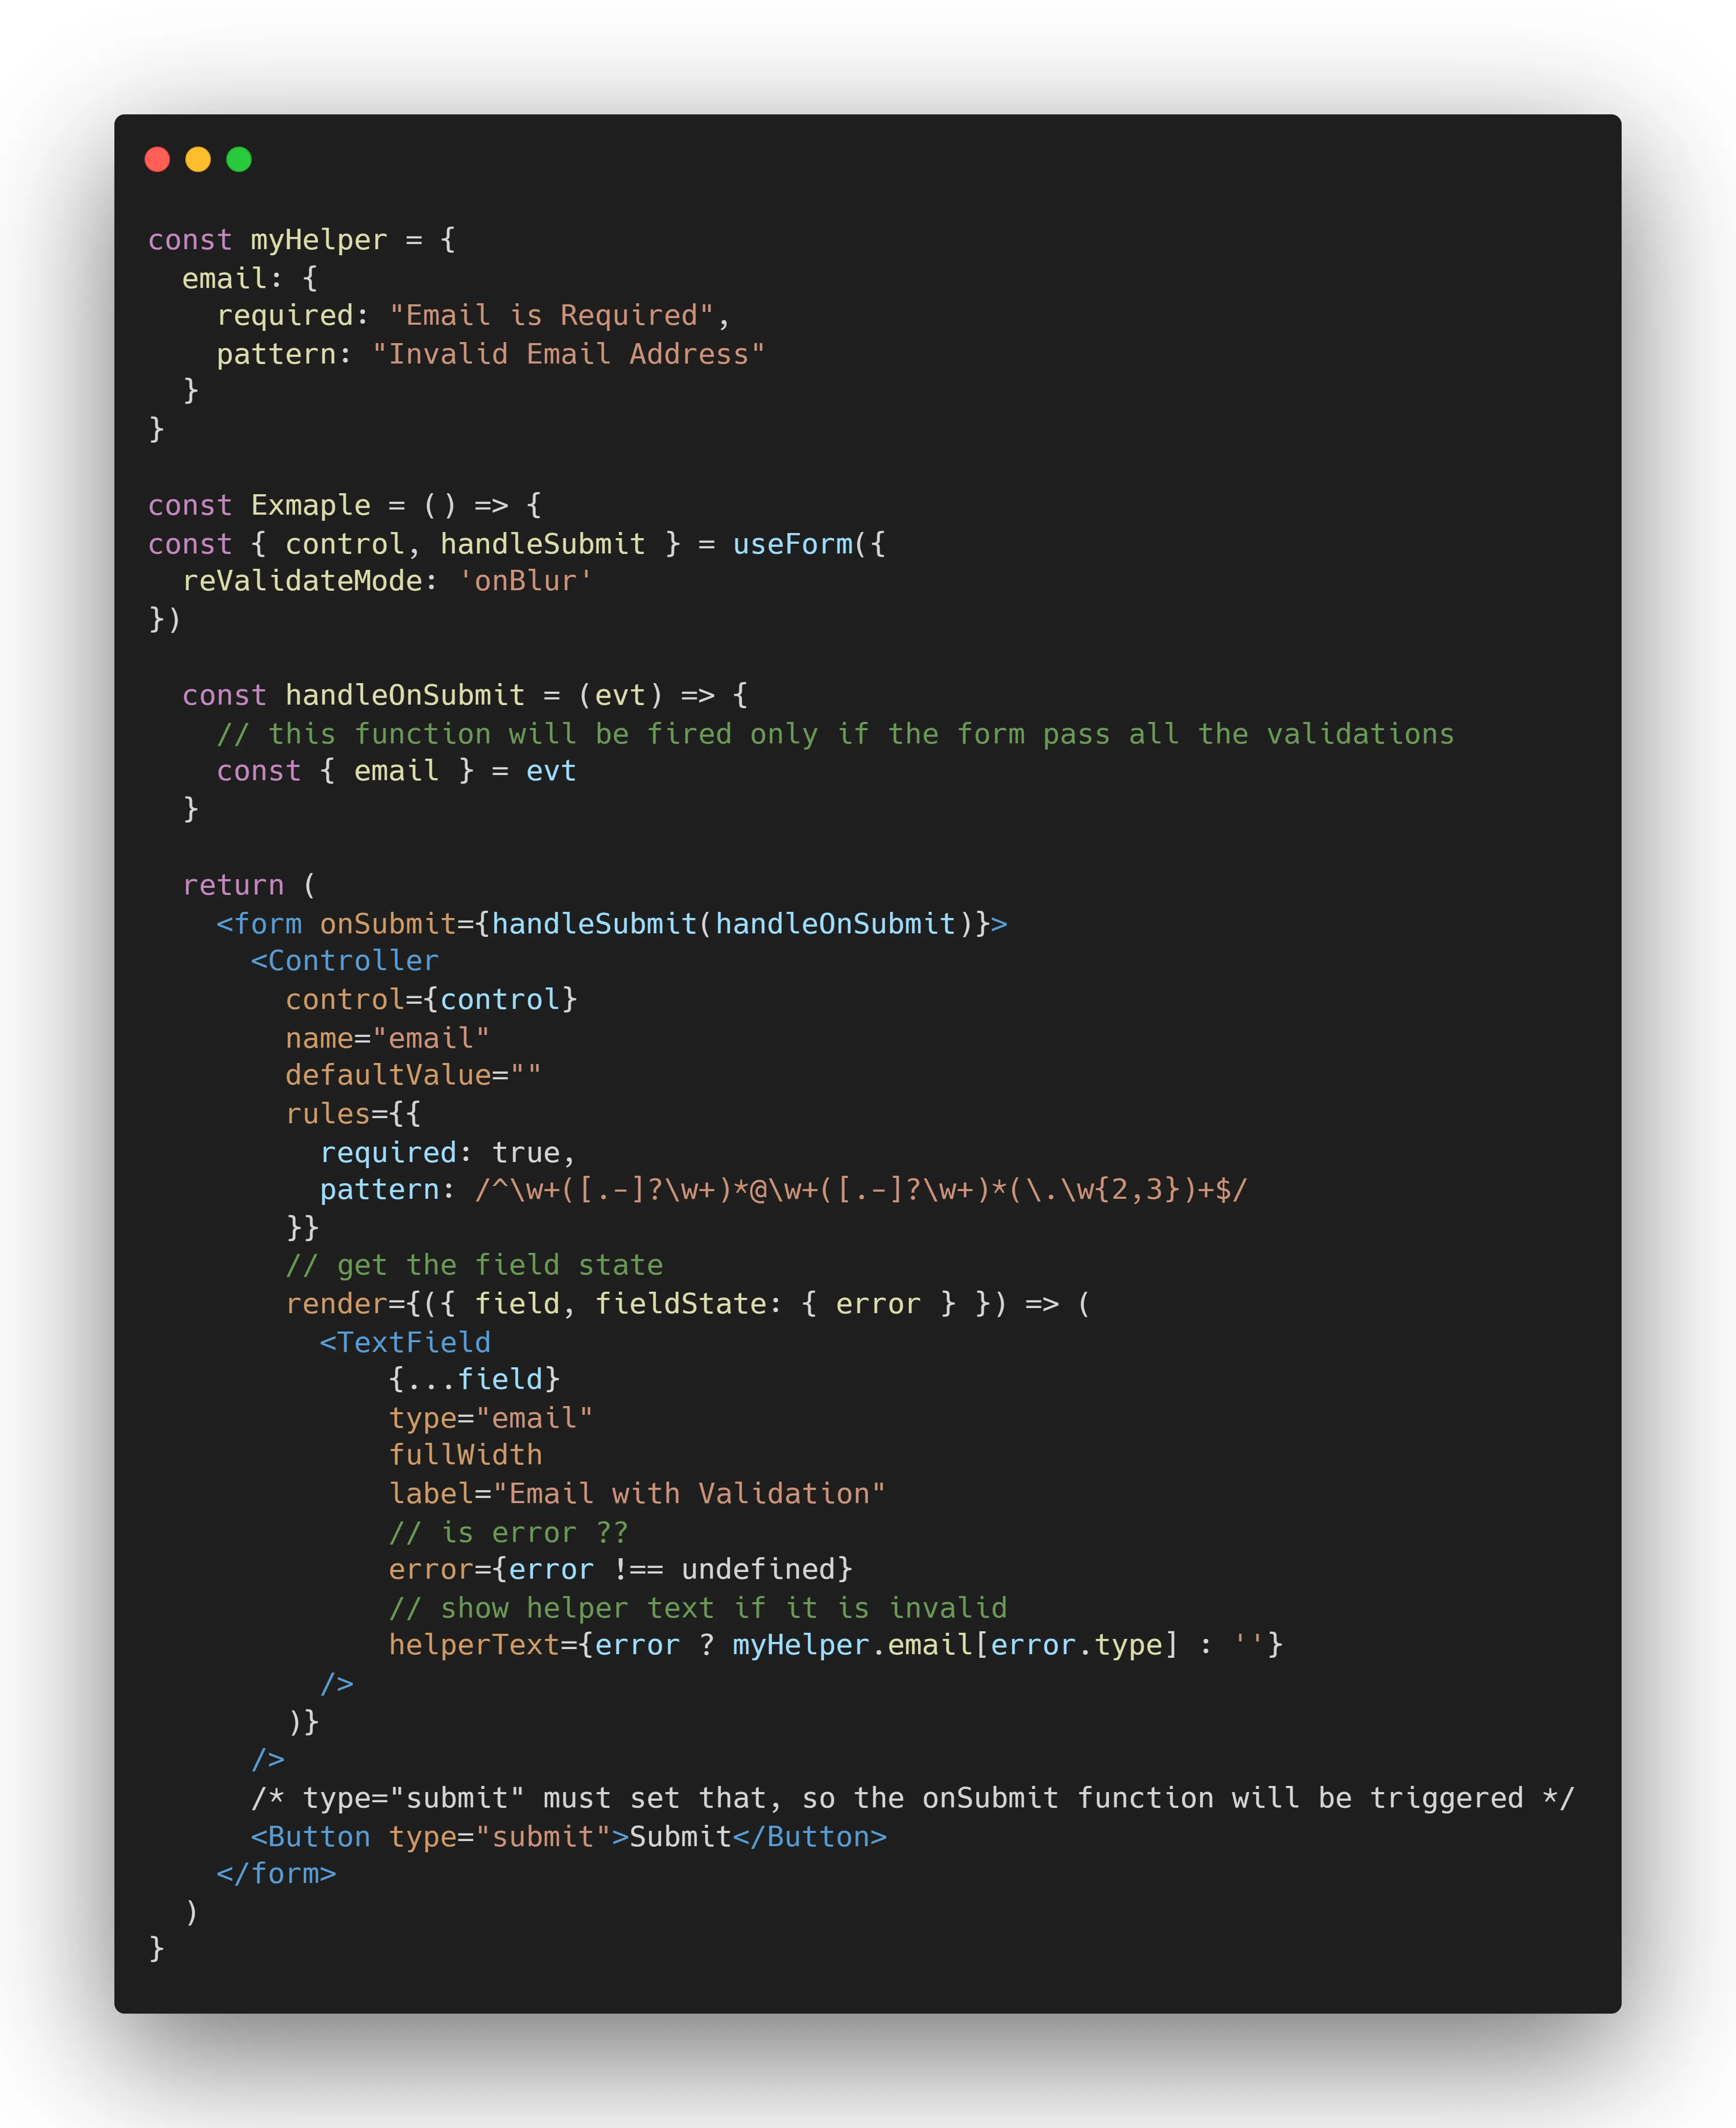 const myHelper = {
  email: {
    required: "Email is Required",
    pattern: "Invalid Email Address"
  }
}

const Exmaple = () => {
const { control, handleSubmit } = useForm({
  reValidateMode: 'onBlur'
})

  const handleOnSubmit = (evt) => {
    // this function will be fired only if the form pass all the validations
    const { email } = evt
  }

  return (
    <form onSubmit={handleSubmit(handleOnSubmit)}>
      <Controller
        control={control}
        name="email"
        defaultValue=""
        rules={{
          required: true,
          pattern: /^\w+([.-]?\w+)*@\w+([.-]?\w+)*(\.\w{2,3})+$/
        }}
        // get the field state
        render={({ field, fieldState: { error } }) => (
          <TextField
              {...field}
              type="email"
              fullWidth
              label="Email with Validation"
              // is error ??
              error={error !== undefined}
              // show helper text if it is invalid
              helperText={error ? myHelper.email[error.type] : ''}
          />
        )}
      />
      /* type="submit" must set that, so the onSubmit function will be triggered */
      <Button type="submit">Submit</Button>
    </form>
  )
}